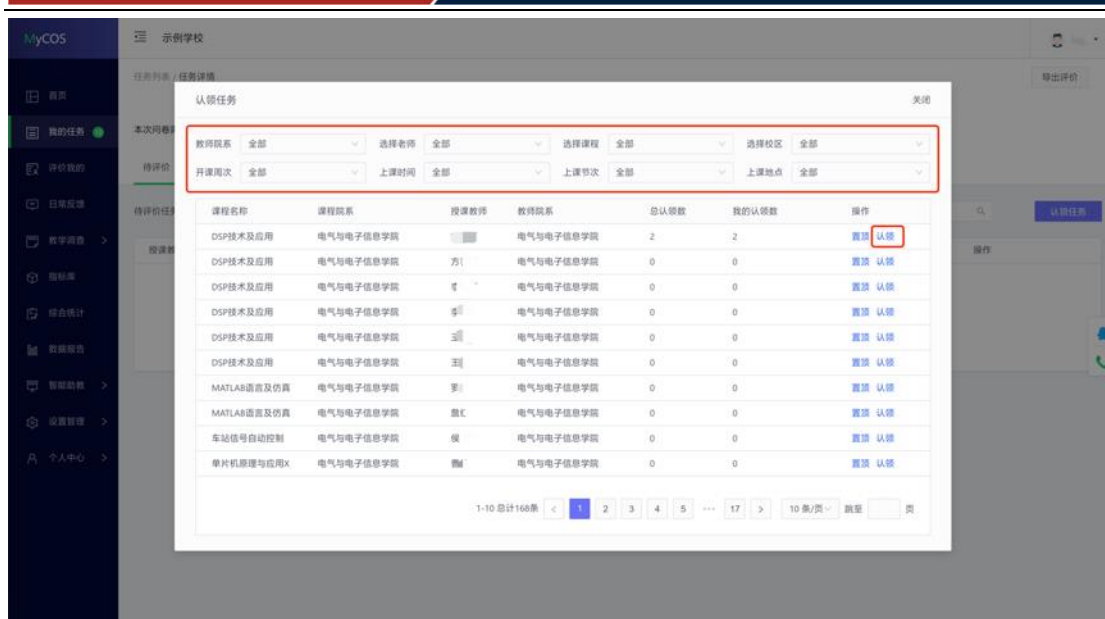 MyCOS 示例学校
任务列表 / 任务详情 导出评价
首页
我的任务
评价我的
日常反馈
教学调查
指标库
综合统计
数据报告
智能助教
设置管理
个人中心
本次问卷
待评价
待评价任
认领任务
操作
认领任务 关闭
教师院系 全部 选择老师 全部 选择课程 全部 选择校区 全部
开课周次 全部 上课时间 全部 上课节次 全部 上课地点 全部
课程名称 课程院系 授课教师 教师院系 总认领数 我的认领数 操作
DSP技术及应用 电气与电子信息学院 电气与电子信息学院 2 2 置顶 认领
DSP技术及应用 电气与电子信息学院 方 电气与电子信息学院 0 0 置顶 认领
DSP技术及应用 电气与电子信息学院 电气与电子信息学院 0 0 置顶 认领
DSP技术及应用 电气与电子信息学院 电气与电子信息学院 0 0 置顶 认领
DSP技术及应用 电气与电子信息学院 王 电气与电子信息学院 0 0 置顶 认领
DSP技术及应用 电气与电子信息学院 王 电气与电子信息学院 0 0 置顶 认领
MATLAB语言及仿真 电气与电子信息学院 罗 电气与电子信息学院 0 0 置顶 认领
MATLAB语言及仿真 电气与电子信息学院 电气与电子信息学院 0 0 置顶 认领
车站信号自动控制 电气与电子信息学院 侯 电气与电子信息学院 0 0 置顶 认领
单片机原理与应用X 电气与电子信息学院 电气与电子信息学院 0 0 置顶 认领
1-10 总计168条 < 1 2 3 4 5 ··· 17 > 10 条/页 跳至 页